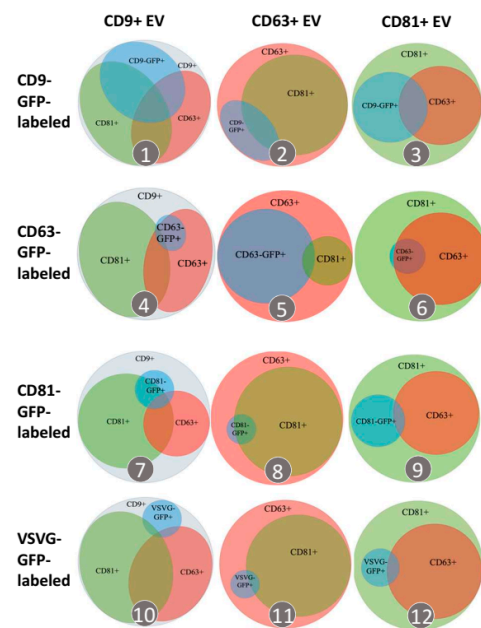 CD9+ EV CD63+ EV CD81+ EV
CD9-
GFP-
labeled
CD9-GFP+
CD9+
CD81+
CD63+
1
CD63+
CD81+
CD9-
GFP+
2
CD81+
CD9-GFP+
CD63+
3
CD63-
GFP-
labeled
CD9+
CD63-
GFP+
CD81+
CD63+
4
CD63+
CD63-GFP+
CD81+
5
CD81+
CD63-
GFP+
CD63+
6
CD81-
GFP-
labeled
CD9+
CD81-
GFP+
CD81+
CD63+
7
CD63+
CD81-
GFP+
CD81+
8
CD81+
CD81-GFP+
CD63+
9
VSVG-
GFP-
labeled
CD9+
VSVG-
GFP+
CD81+
CD63+
10
CD63+
CD81+
VSVG-
GFP+
11
CD81+
VSVG-
GFP+
CD63+
12